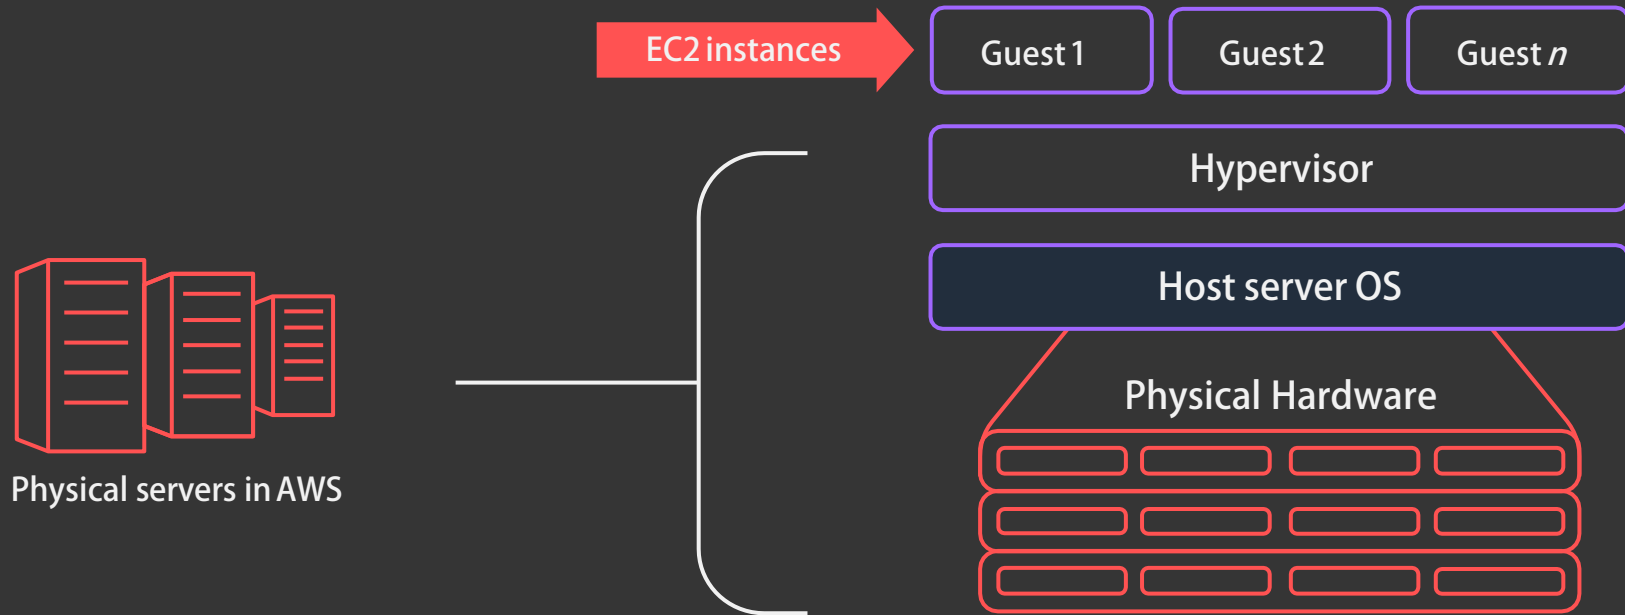 EC2 instances
Guest 1
Guest 2
Guest n
Hypervisor
Host server OS
Physical Hardware
Physical servers in AWS